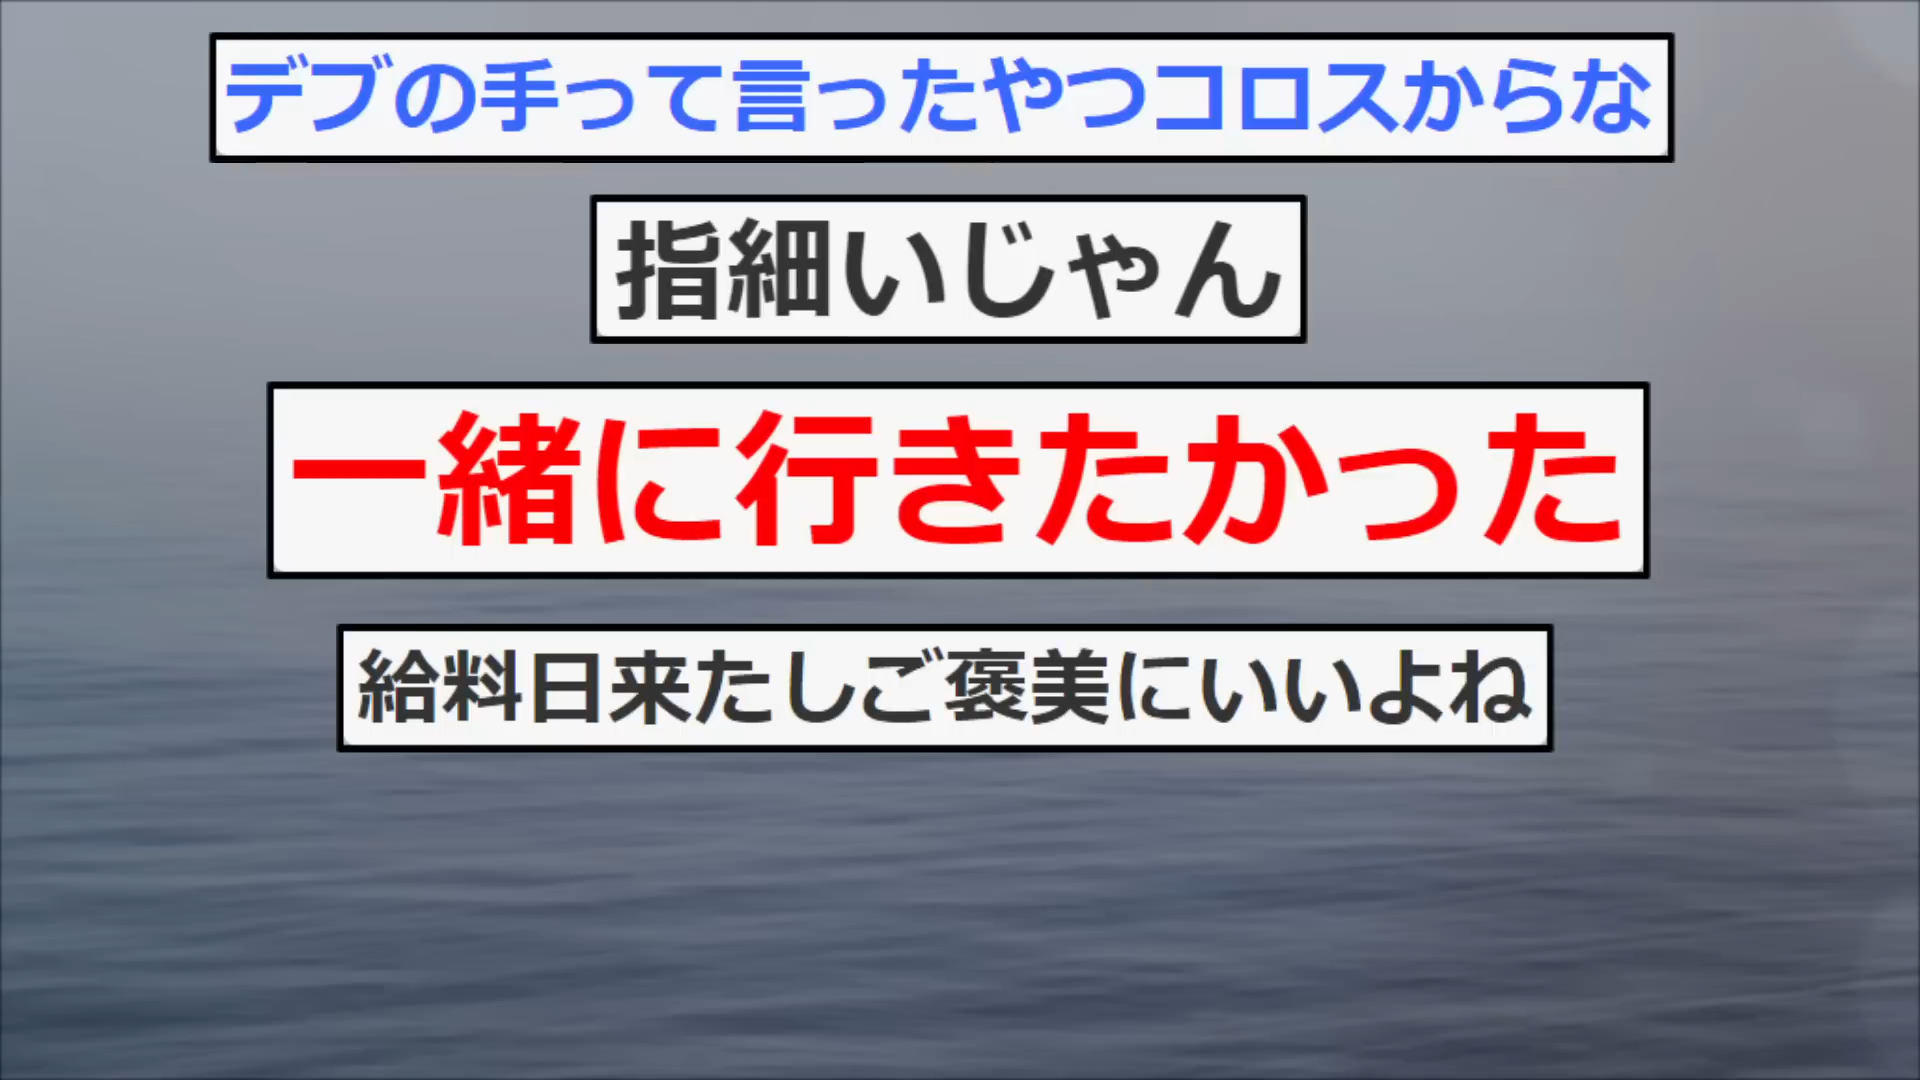 デブの手って言ったやつコロスからな
指細いじゃん
一緒に行きたかった
給料日来たしご褒美にいいよね